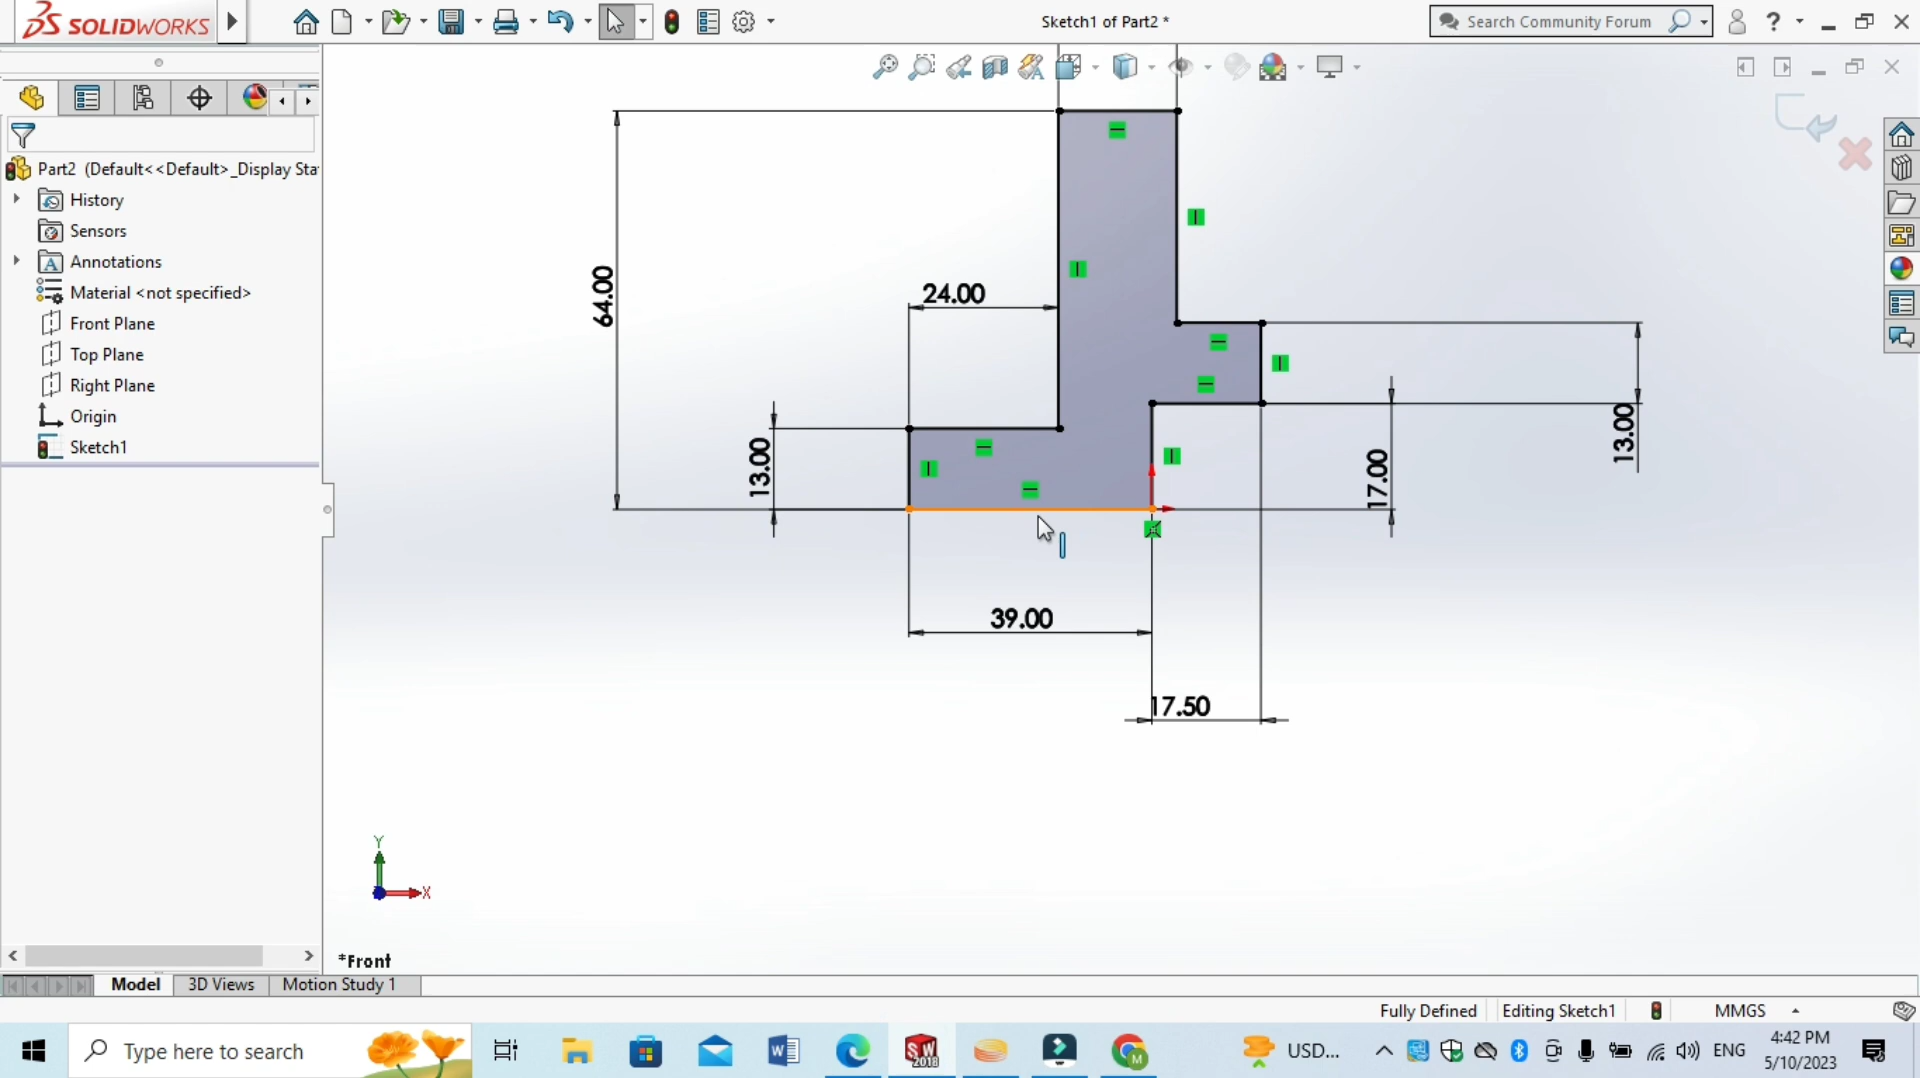 SOLIDWORKS
Sketch1 of Part2 *
Search Community Forum
?
Part2 (Default<<Default>_Display Sta
History
Sensors
A
Annotations
Material <not specified>
Front Plane
Top Plane
Right Plane
Origin
Sketch1
64.00
24.00
13.00
13.00
17.00
39.00
17.50
Y
X
*Front
Model
3D Views
Motion Study 1
Fully Defined
Editing Sketch1
MMGS
Type here to search
W
SW
2018
M
USD...
ENG
4:42 PM
5/10/2023